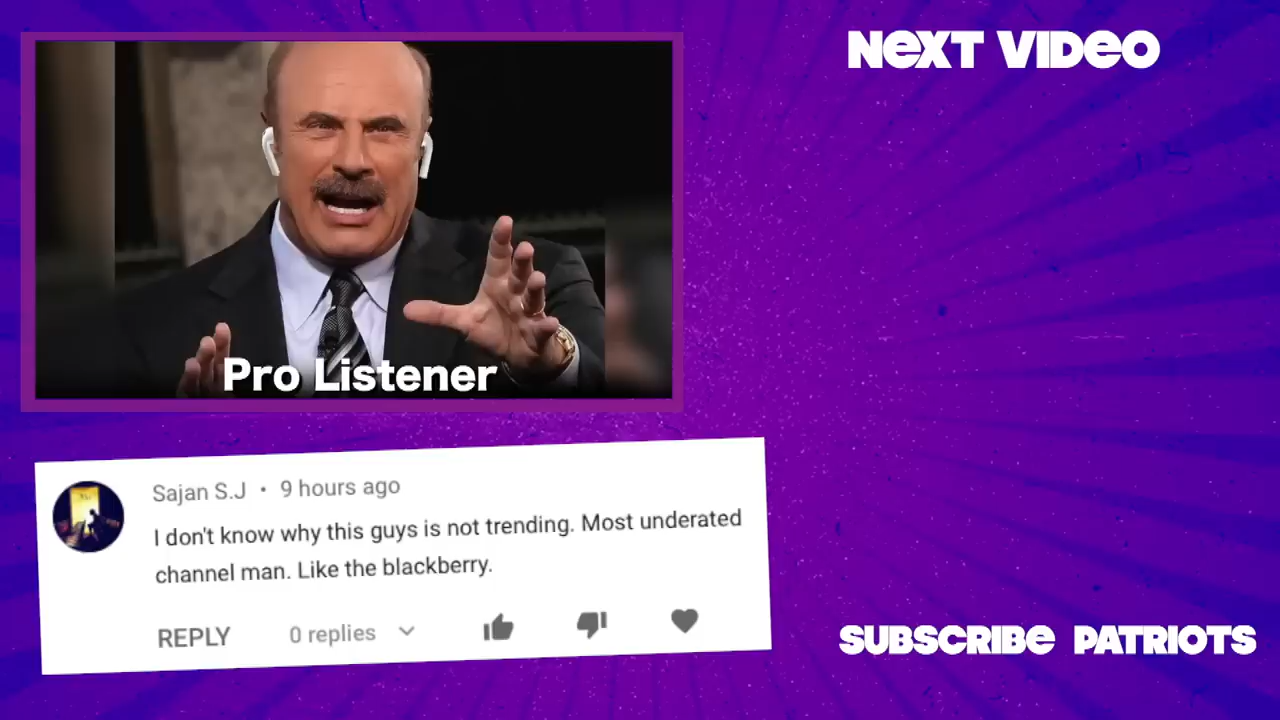 NEXT VIDEO
Pro Listener
Sajan S.J • 9 hours ago
I don't know why this guys is not trending. Most underated
channel man. Like the blackberry.
REPLY 0 replies
SUBSCRIBE PATRIOTS